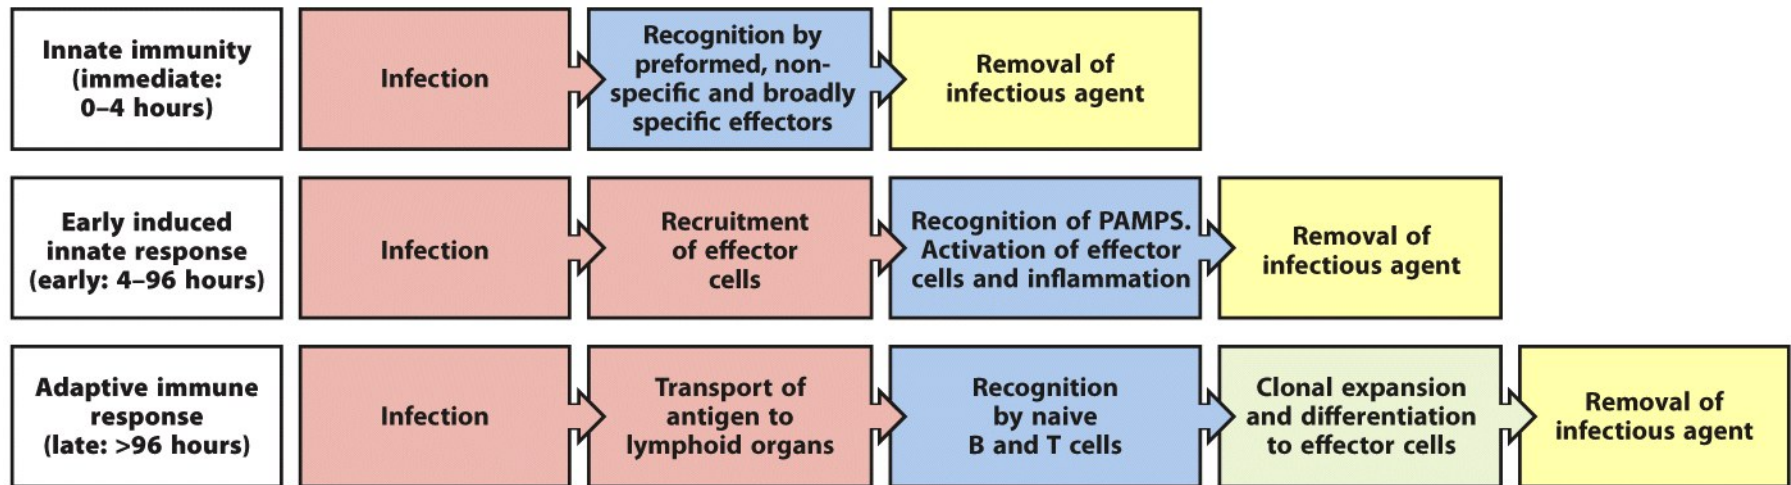 Innate immunity
(immediate:
0–4 hours)
Infection
Recognition by
preformed, non-
specific and broadly
specific effectors
Removal of
infectious agent
Early induced
innate response
(early: 4–96 hours)
Infection
Recruitment
of effector
cells
Recognition of PAMPS.
Activation of effector
cells and inflammation
Removal of
infectious agent
Adaptive immune
response
(late: >96 hours)
Infection
Transport of
antigen to
lymphoid organs
Recognition
by naive
B and T cells
Clonal expansion
and differentiation
to effector cells
Removal of
infectious agent